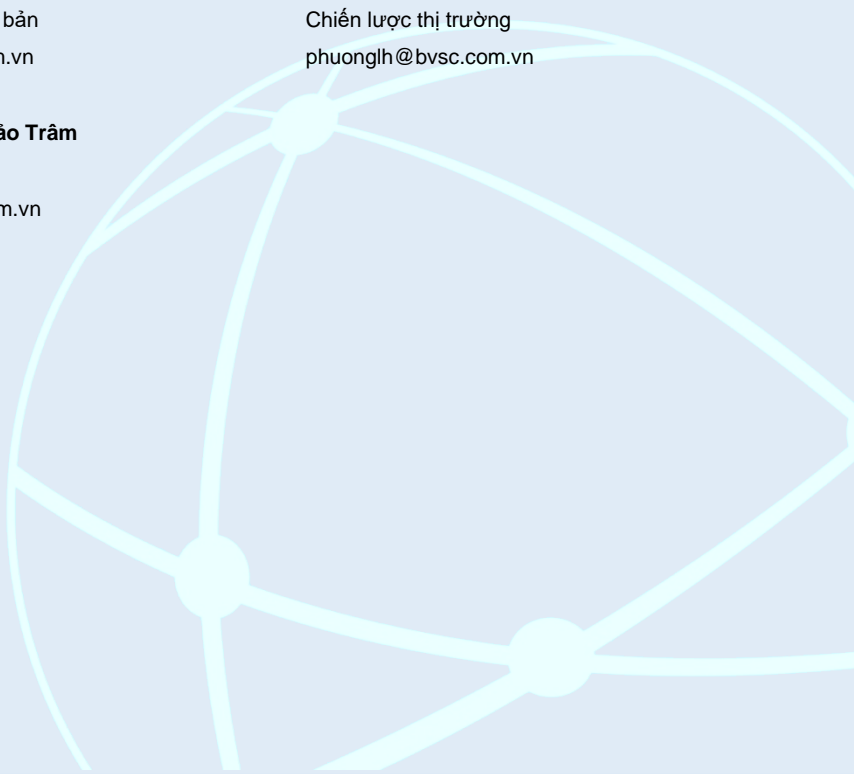 bản
Chiến lược thị trường
m.vn
phuonglh@bvsc.com.vn
ảo Trâm
m.vn